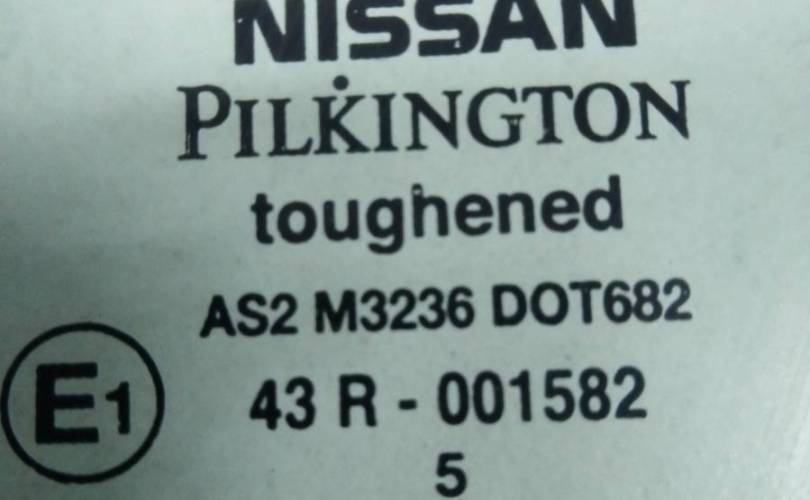 NISSAN
PILKINGTON
toughened
AS2 M3236 DOT682
E1 43 R - 001582
5